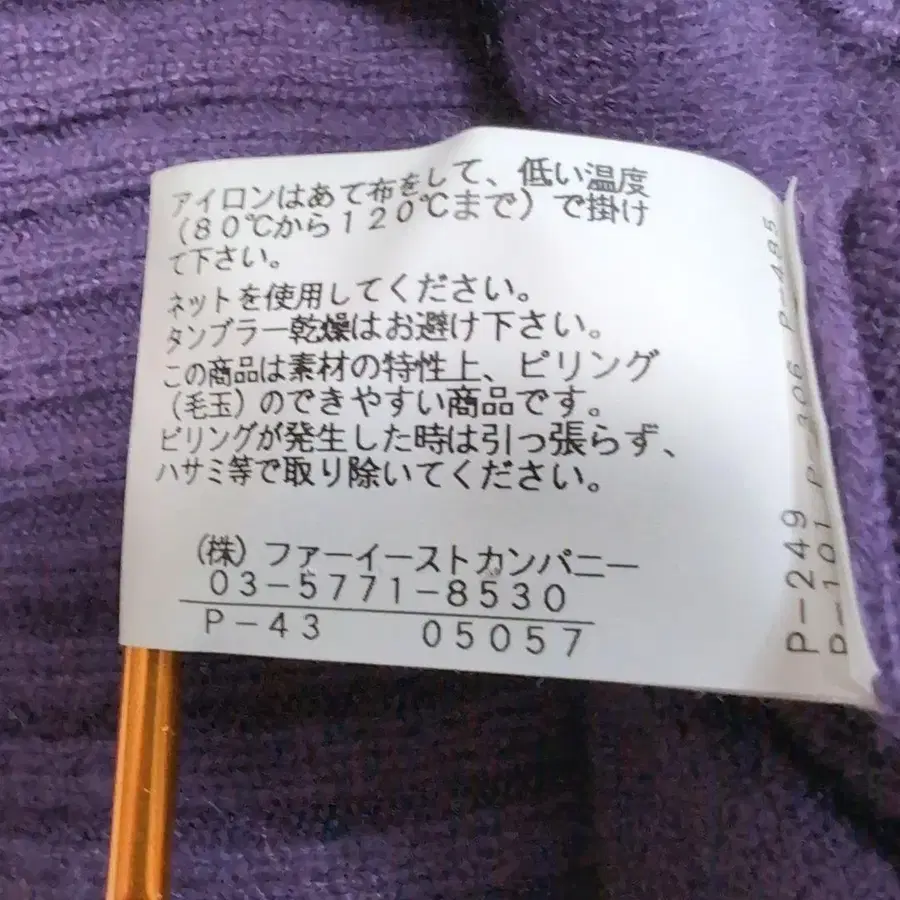 アイロンはあて布をして、低い温度
(80℃から120℃まで)で掛け
て下さい。
ネットを使用してください。
タンブラー乾燥はお避け下さい。
この商品は素材の特性上、ピリング
(毛玉)のできやすい商品です。
ピリングが発生した時は引っ張らず、
ハサミ等で取り除いてください。
(株)ファーイーストカンパニー
03-5771-8530
P-43 05057
P-249 P-306 P-485
P-101